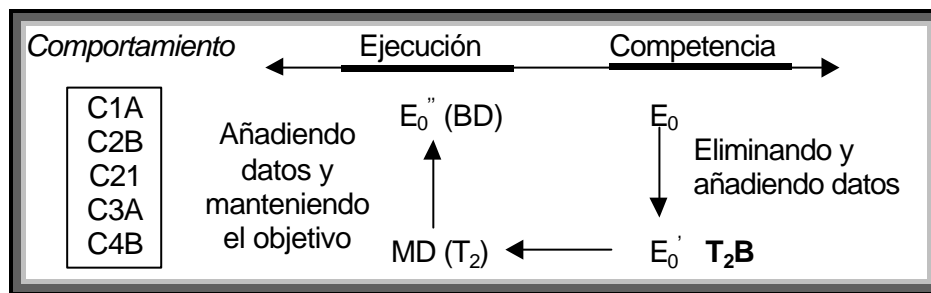 Comportamiento Ejecución Competencia
C1A
C2B
C21
C3A
C4B
Añadiendo
datos y
manteniendo
el objetivo
E₀” (BD)
MD (T₂)
E₀
Eliminando y
añadiendo datos
E₀’ T₂B